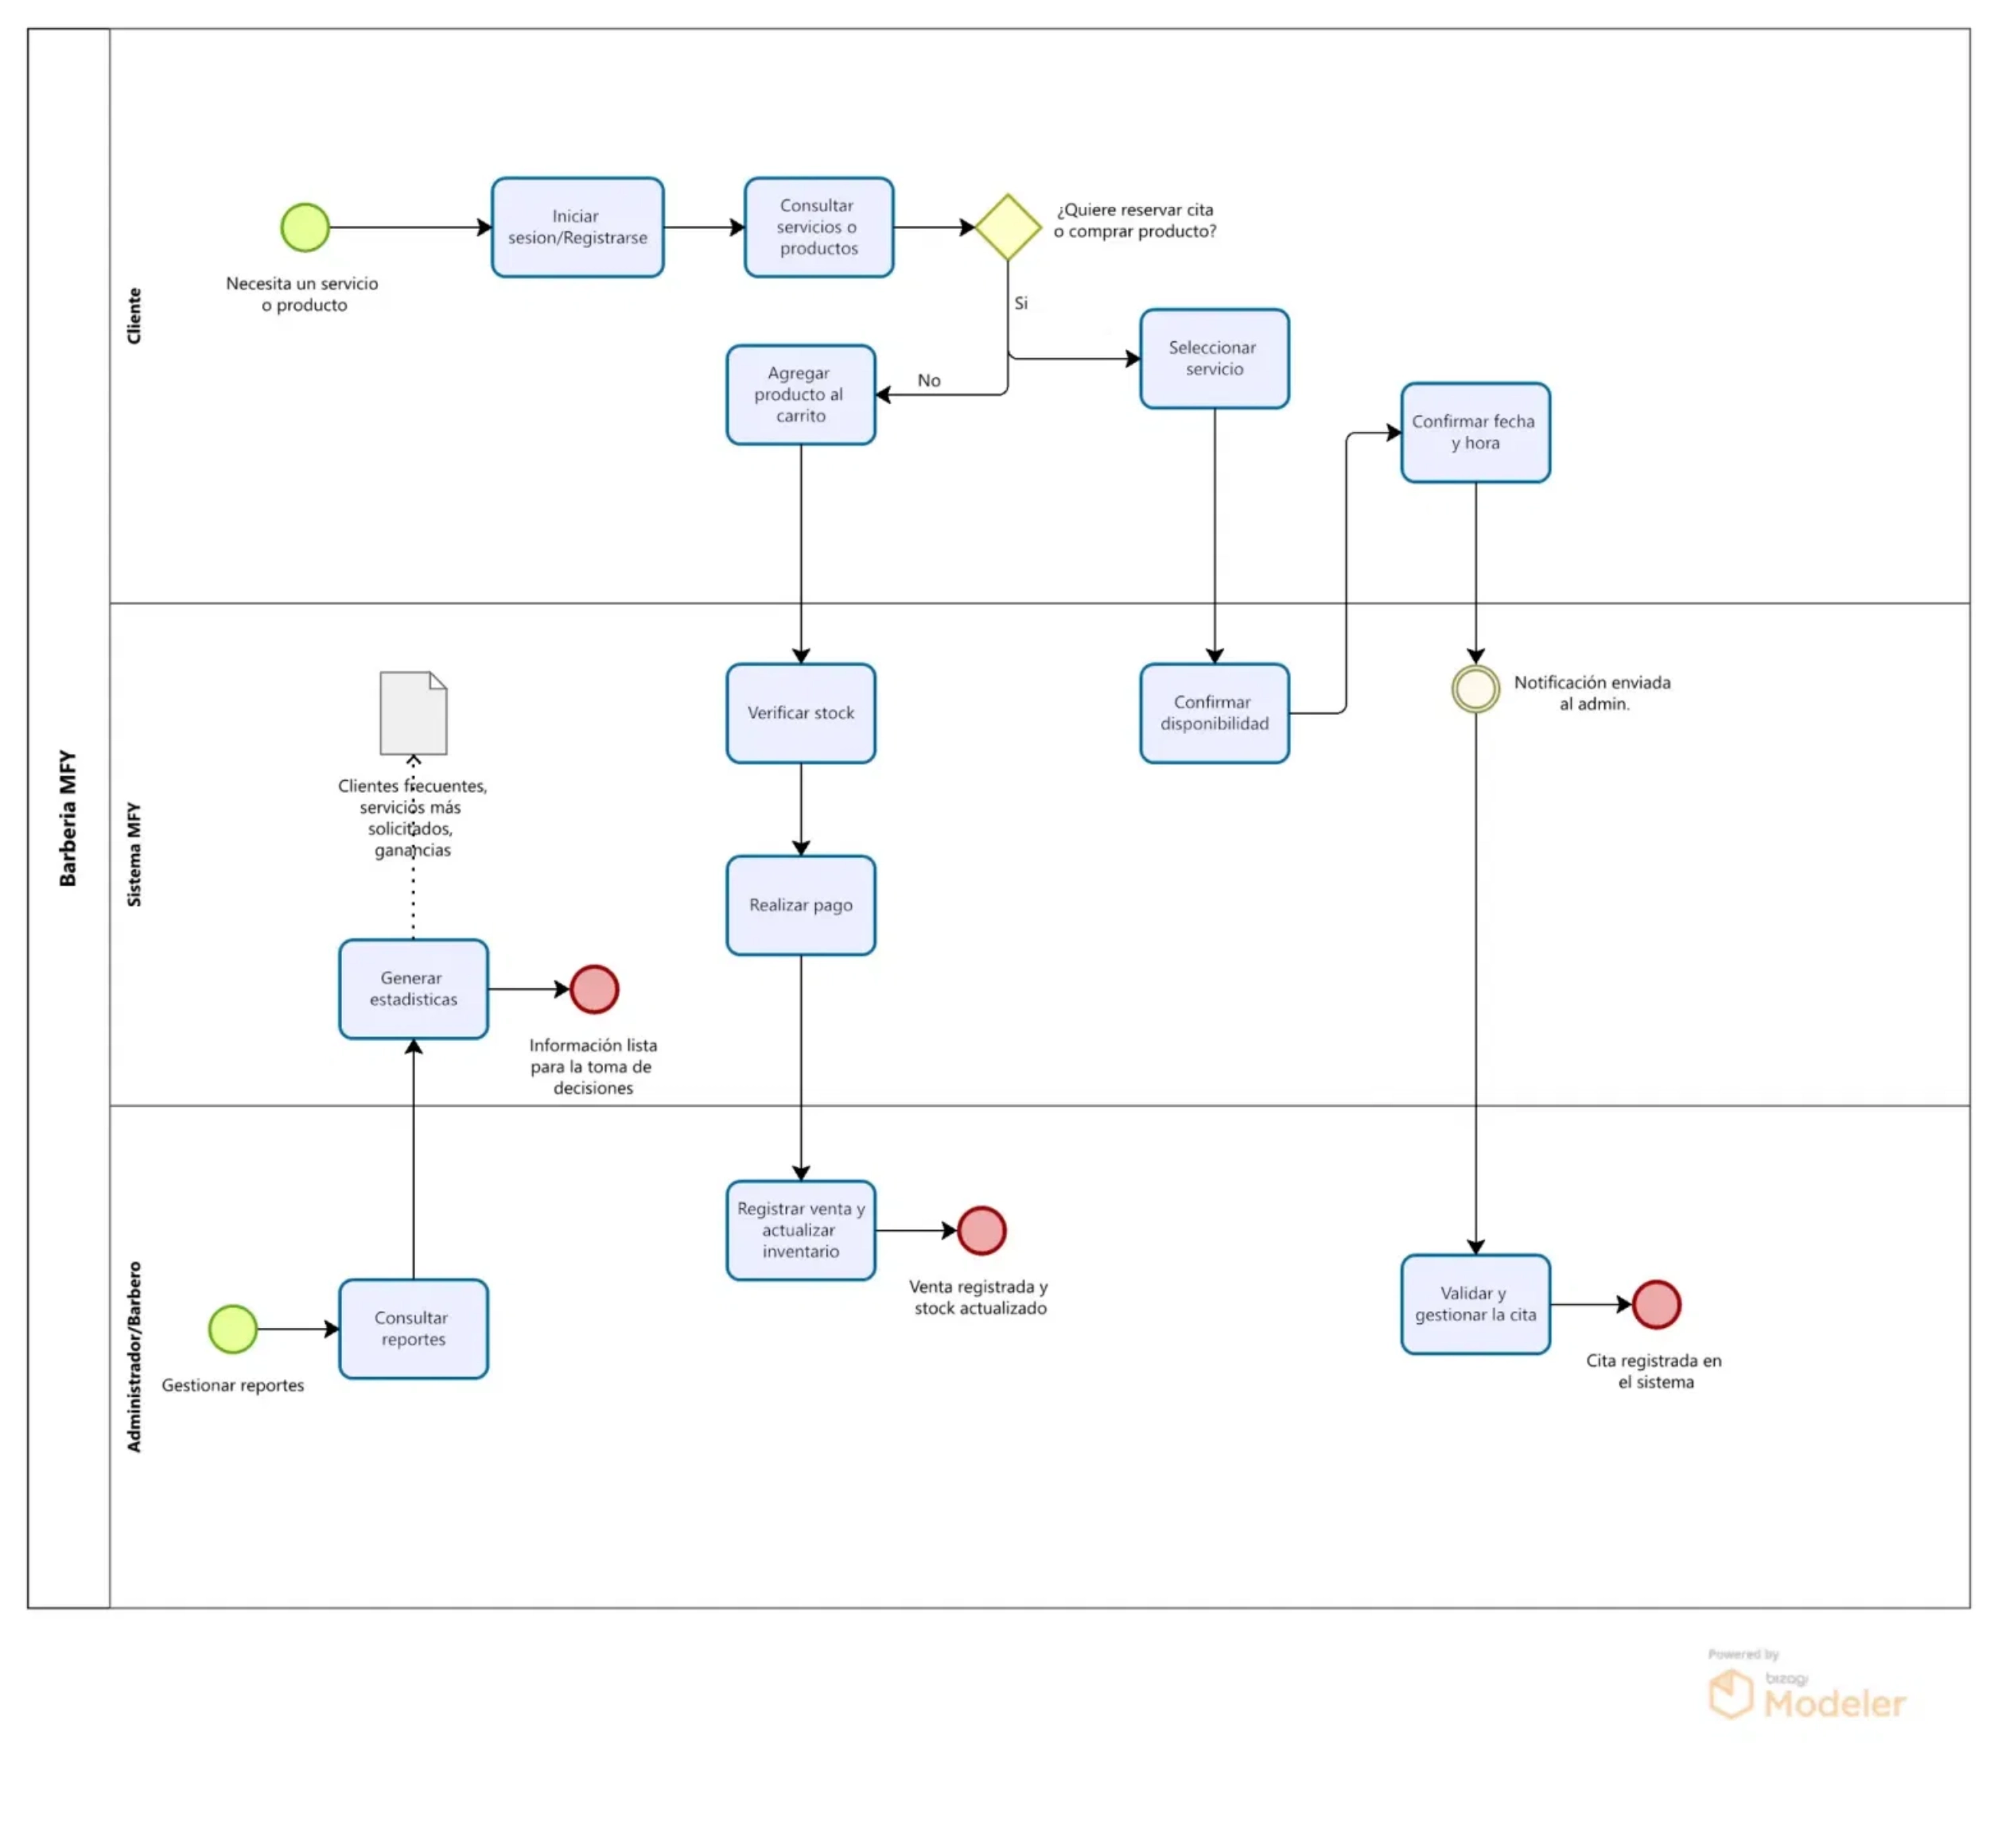 Barberia MFY
Cliente
Necesita un servicio
o producto
Iniciar
sesion/Registrarse
Consultar
servicios o
productos
¿Quiere reservar cita
o comprar producto?
Si
No
Agregar
producto al
carrito
Seleccionar
servicio
Confirmar fecha
y hora
Sistema MFY
Clientes frecuentes,
servicios más
solicitados,
ganancias
Generar
estadisticas
Información lista
para la toma de
decisiones
Verificar stock
Realizar pago
Confirmar
disponibilidad
Notificación enviada
al admin.
Administrador/Barbero
Gestionar reportes
Consultar
reportes
Registrar venta y
actualizar
inventario
Venta registrada y
stock actualizado
Validar y
gestionar la cita
Cita registrada en
el sistema
Powered by
bizagi
Modeler